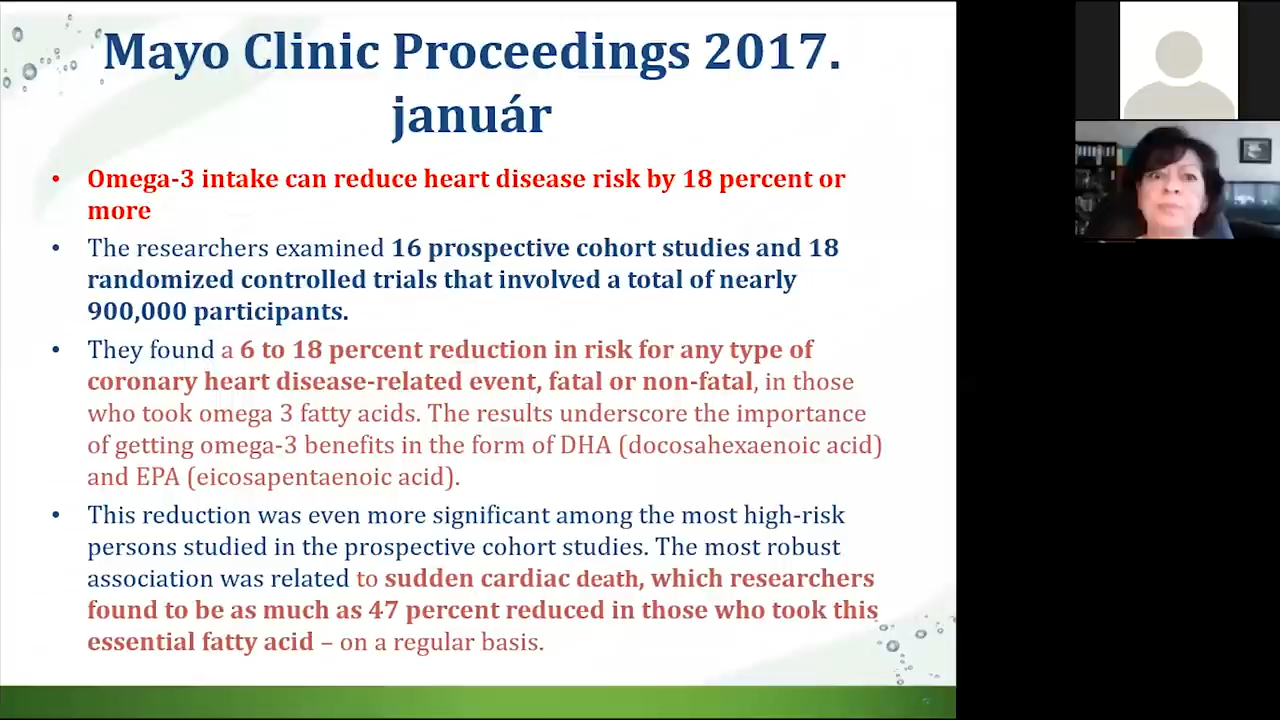 Mayo Clinic Proceedings 2017.
január
• Omega-3 intake can reduce heart disease risk by 18 percent or
more
• The researchers examined 16 prospective cohort studies and 18
randomized controlled trials that involved a total of nearly
900,000 participants.
• They found a 6 to 18 percent reduction in risk for any type of
coronary heart disease-related event, fatal or non-fatal, in those
who took omega 3 fatty acids. The results underscore the importance
of getting omega-3 benefits in the form of DHA (docosahexaenoic acid)
and EPA (eicosapentaenoic acid).
• This reduction was even more significant among the most high-risk
persons studied in the prospective cohort studies. The most robust
association was related to sudden cardiac death, which researchers
found to be as much as 47 percent reduced in those who took this
essential fatty acid – on a regular basis.